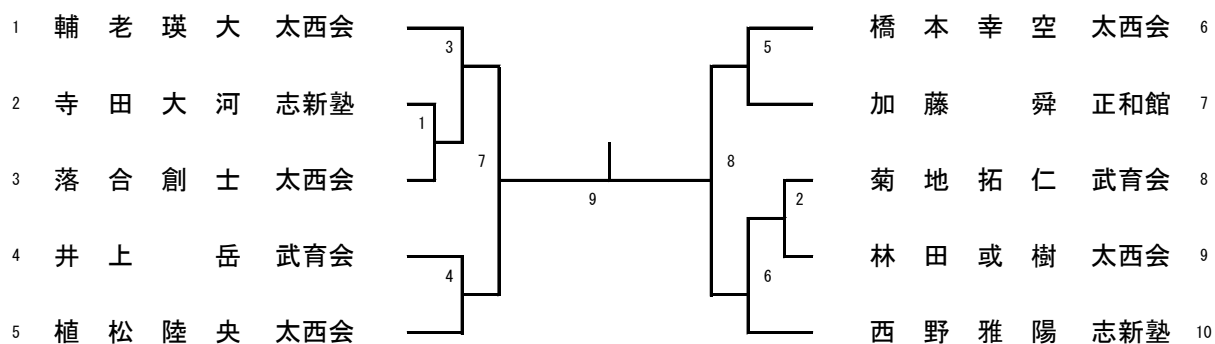 1 輔 老 瑛 大 太西会
2 寺 田 大 河 志新塾
3 落 合 創 士 太西会
4 井 上 岳 武育会
5 植 松 陸 央 太西会
3
1
7
4
9
橋 本 幸 空 太西会 6
加 藤 舜 正和館 7
菊 地 拓 仁 武育会 8
林 田 或 樹 太西会 9
西 野 雅 陽 志新塾 10
5
8
2
6